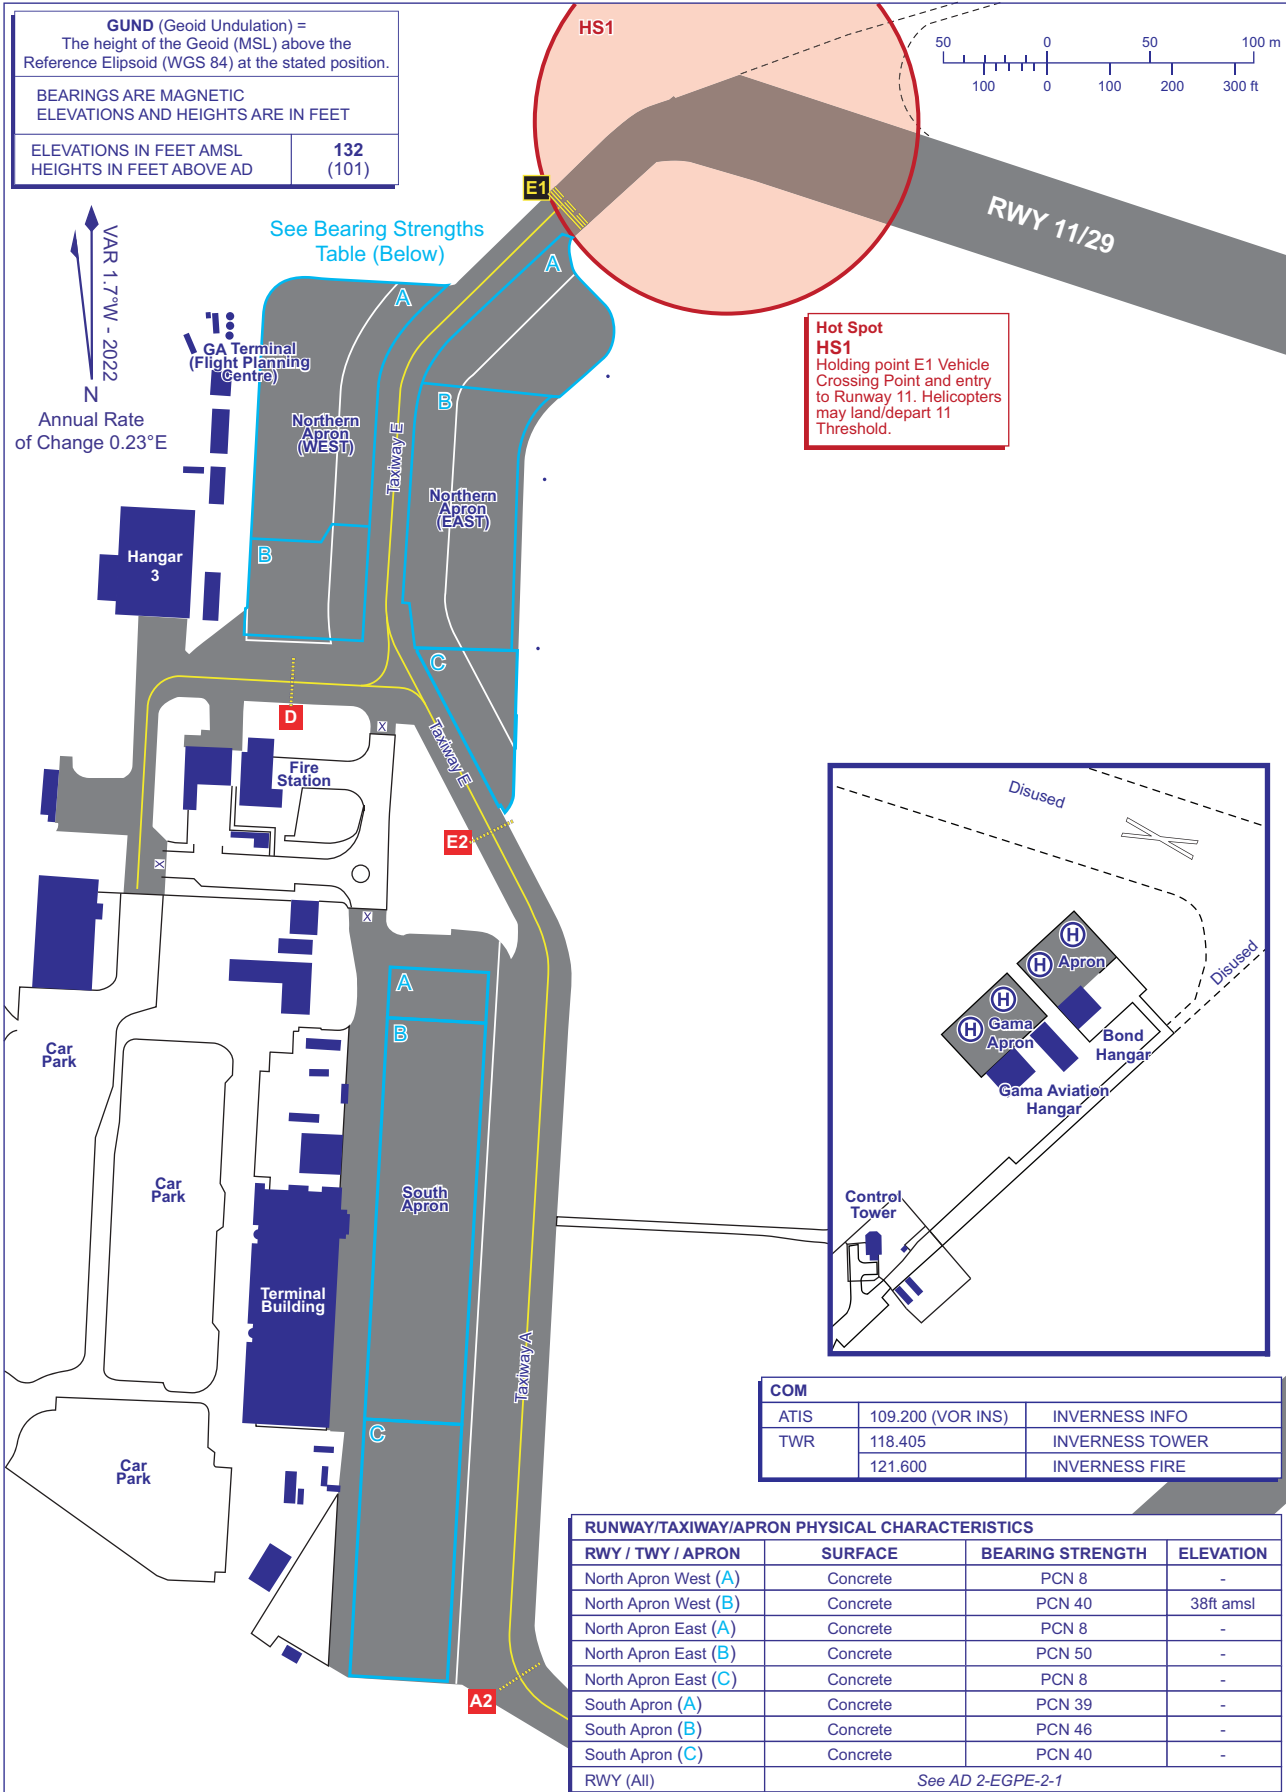 GUND (Geoid Undulation) =
The height of the Geoid (MSL) above the
Reference Elipsoid (WGS 84) at the stated position.
BEARINGS ARE MAGNETIC
ELEVATIONS AND HEIGHTS ARE IN FEET
ELEVATIONS IN FEET AMSL 132
HEIGHTS IN FEET ABOVE AD (101)
HS1
50 0 50 100 m
100 0 100 200 300 ft
E1
RWY 11/29
VAR 1.7°W - 2022
N
Annual Rate
of Change 0.23°E
See Bearing Strengths
Table (Below)
A
A
B
B
C
GA Terminal
(Flight Planning
Centre)
Northern
Apron
(WEST)
Taxiway E
Northern
Apron
(EAST)
Hot Spot
HS1
Holding point E1 Vehicle
Crossing Point and entry
to Runway 11. Helicopters
may land/depart 11
Threshold.
Hangar
3
D
X
Taxiway E
Fire
Station
E2
X
X
A
B
C
Car
Park
Car
Park
Car
Park
South
Apron
Terminal
Building
Taxiway A
A2
Disused
Disused
H
H Apron
H
H Gama
Apron
Bond
Hangar
Gama Aviation
Hangar
Control
Tower
COM
ATIS 109.200 (VOR INS) INVERNESS INFO
TWR 118.405 INVERNESS TOWER
121.600 INVERNESS FIRE
RUNWAY/TAXIWAY/APRON PHYSICAL CHARACTERISTICS
RWY / TWY / APRON SURFACE BEARING STRENGTH ELEVATION
North Apron West (A) Concrete PCN 8 -
North Apron West (B) Concrete PCN 40 38ft amsl
North Apron East (A) Concrete PCN 8 -
North Apron East (B) Concrete PCN 50 -
North Apron East (C) Concrete PCN 8 -
South Apron (A) Concrete PCN 39 -
South Apron (B) Concrete PCN 46 -
South Apron (C) Concrete PCN 40 -
RWY (All) See AD 2-EGPE-2-1